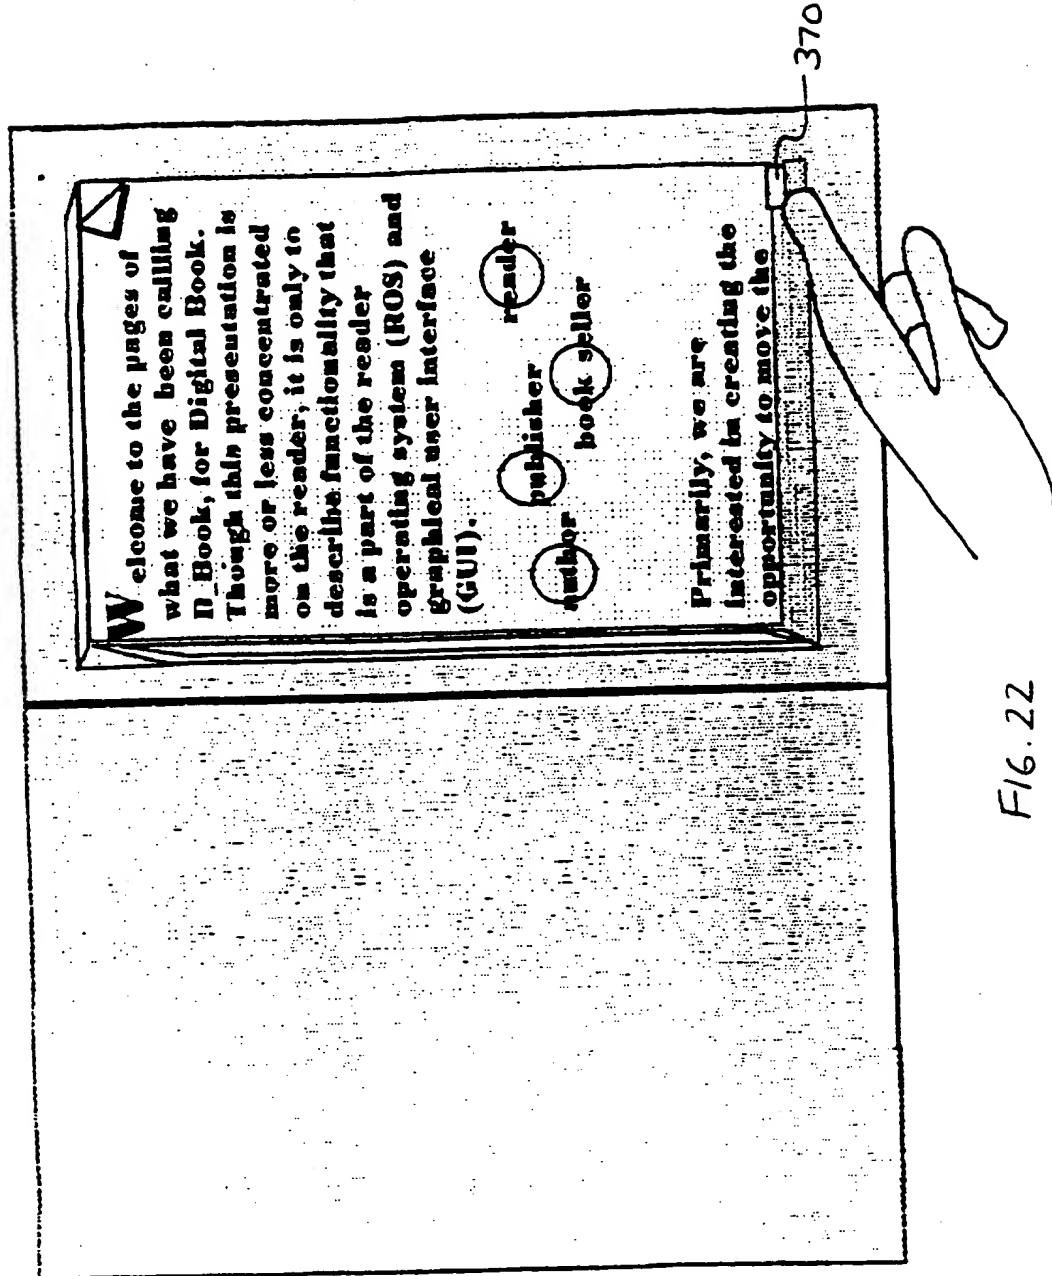 Welcome to the pages of
what we have been callling
D_Book, for Digital Book.
Though this presentation is
more or less concentrated
on the reader, it is only to
describe functionality that
is a part of the reader
operating system (ROS) and
graphical user interface
(GUI).
author
publisher
book seller
reader
Primarily, we are
interested in creating the
opportunity to move the
370
FIG. 22